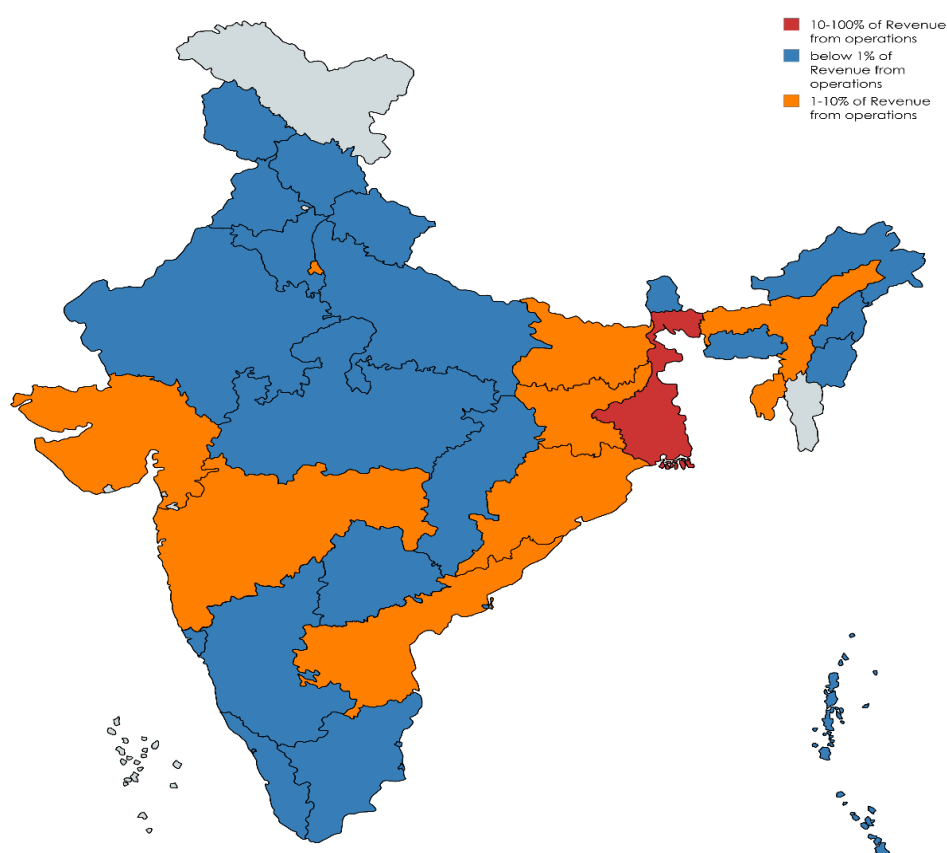 10-100% of Revenue
from operations
below 1% of
Revenue from
operations
1-10% of Revenue
from operations